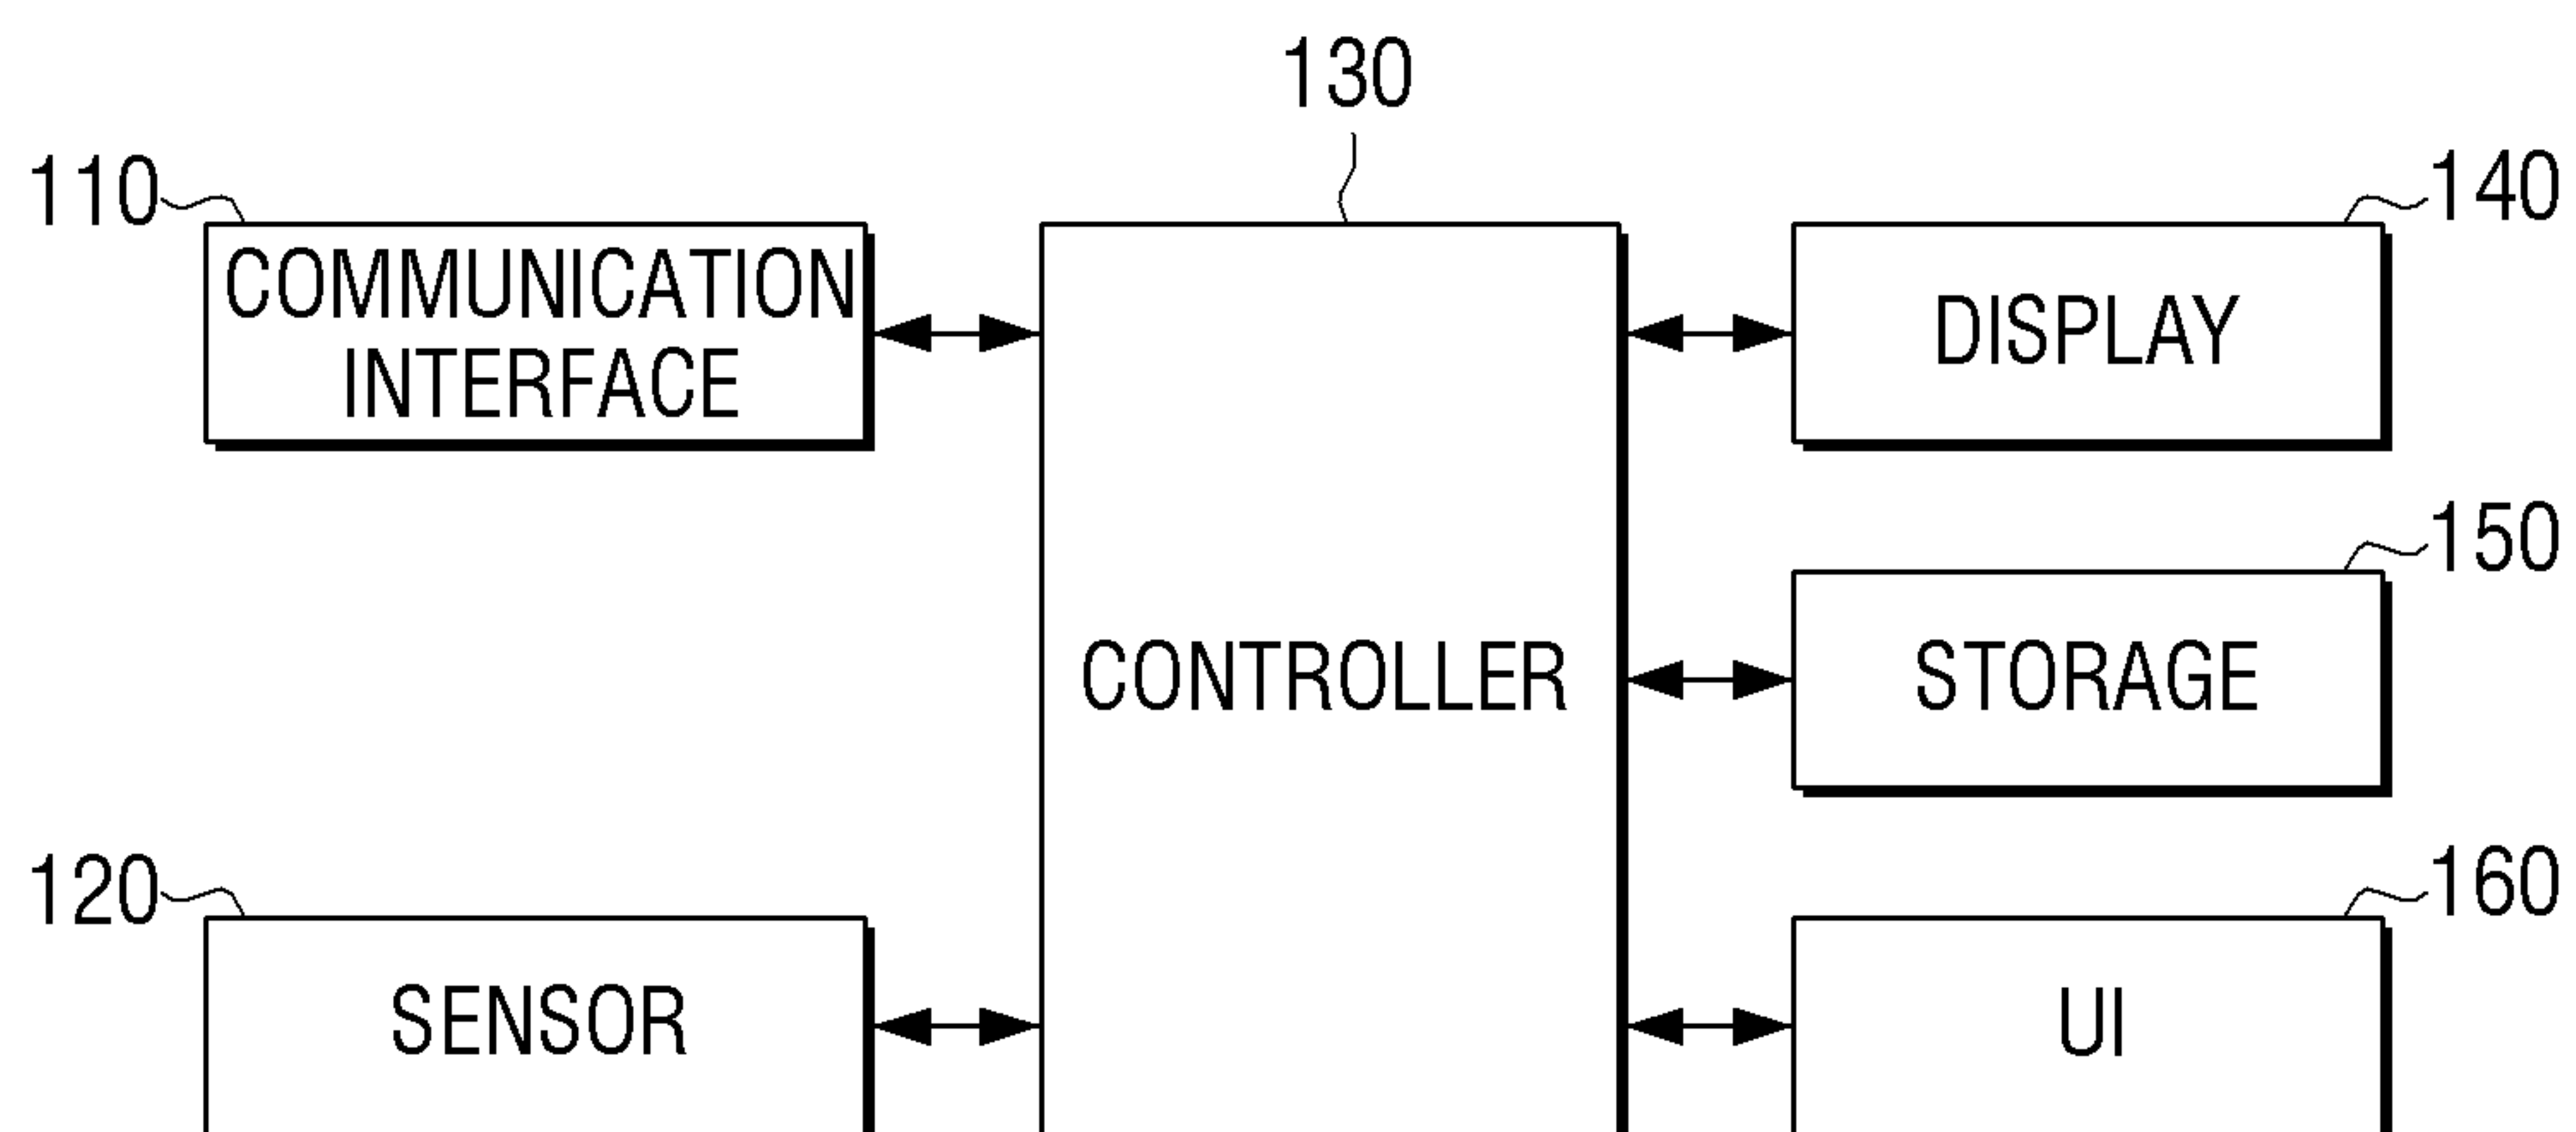 130
110
140
COMMUNICATION
INTERFACE
DISPLAY
150
CONTROLLER
STORAGE
120
160
SENSOR
UI